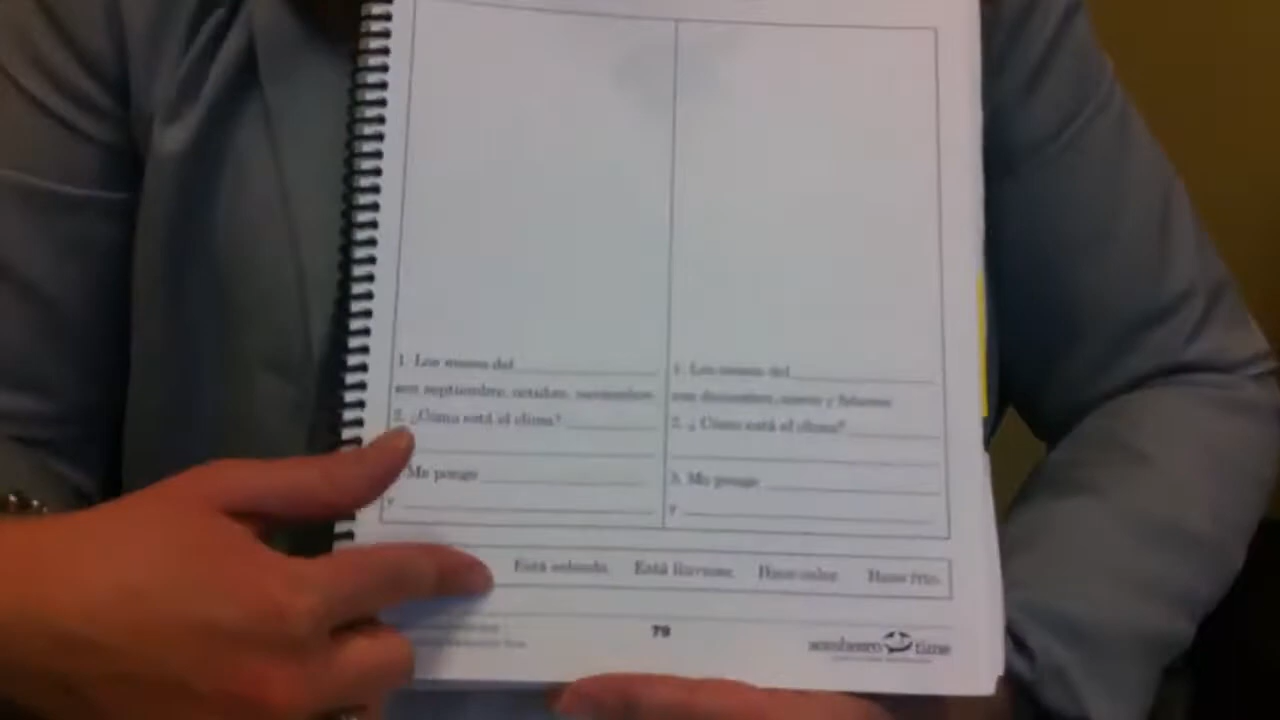 1. Los meses del
son septiembre, octubre, noviembre
2. ¿Cómo está el clima?
Me pongo
y
1. Los meses del
son diciembre, enero y febrero
2. ¿Cómo está el clima?
3. Me pongo
y
Está soleado. Está lluvioso. Hace calor. Hace frío.
79
sombrero time